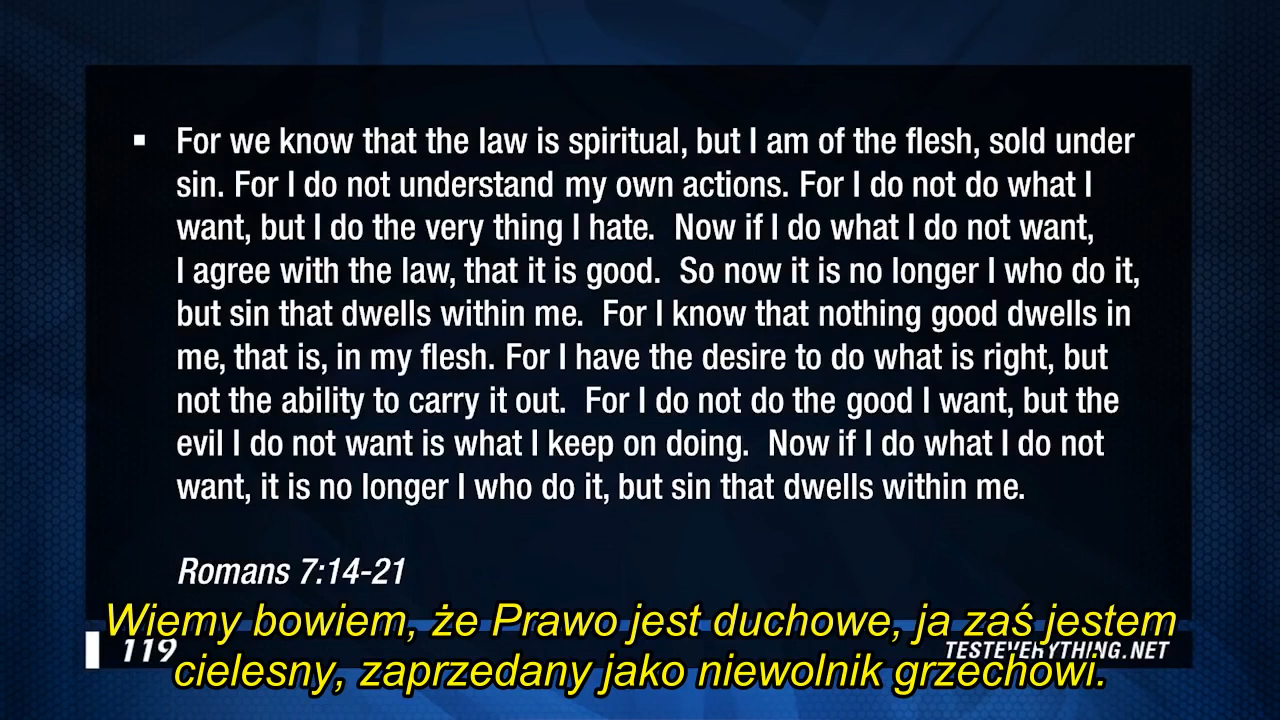 ▪ For we know that the law is spiritual, but I am of the flesh, sold under
sin. For I do not understand my own actions. For I do not do what I
want, but I do the very thing I hate.  Now if I do what I do not want,
I agree with the law, that it is good.  So now it is no longer I who do it,
but sin that dwells within me.  For I know that nothing good dwells in
me, that is, in my flesh. For I have the desire to do what is right, but
not the ability to carry it out.  For I do not do the good I want, but the
evil I do not want is what I keep on doing.  Now if I do what I do not
want, it is no longer I who do it, but sin that dwells within me.
Romans 7:14-21
Wiemy bowiem, że Prawo jest duchowe, ja zaś jestem
119
TESTEVERYTHING.NET
cielesny, zaprzedany jako niewolnik grzechowi.